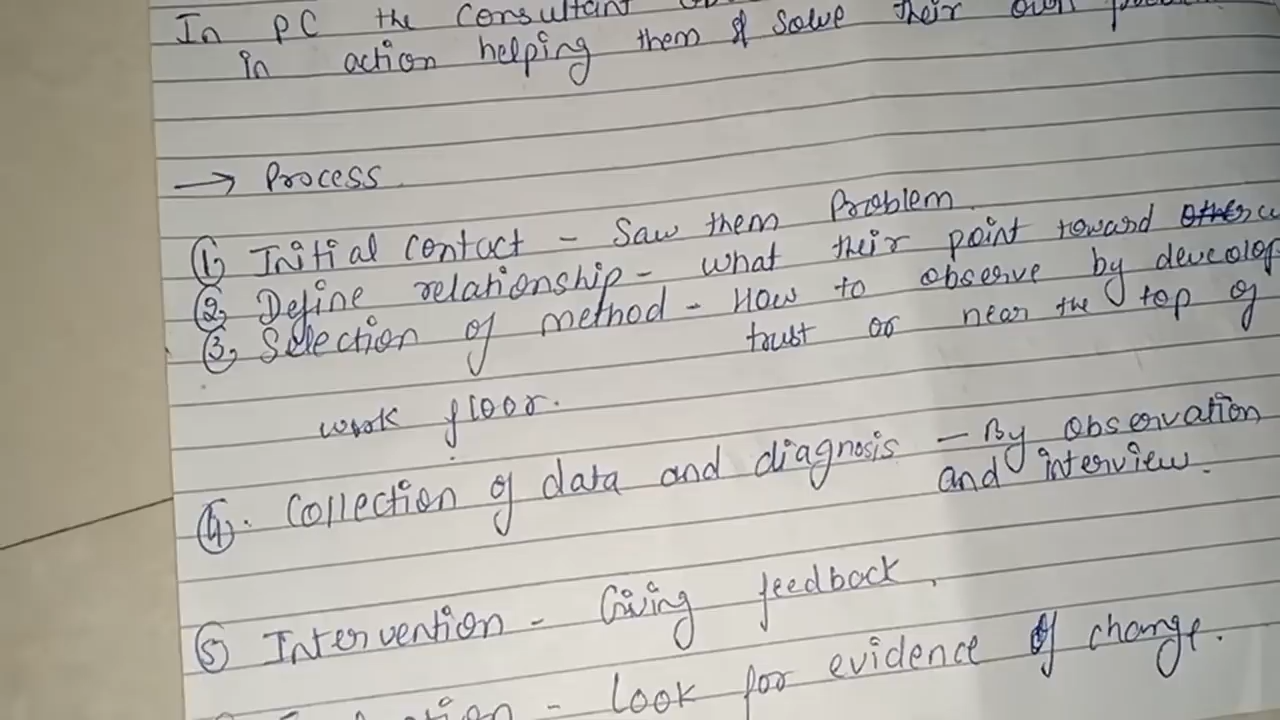 In PC the Consultant
in action helping them & solve their own
→ Process
① Initial contact - Saw them Problem.
② Define relationship - what their point toward
③ Selection of method - How to observe by develop
trust or near the top of
work floor.
④. Collection of data and diagnosis - By observation
and interview.
⑤ Intervention - Giving feedback.
- look for evidence of change.